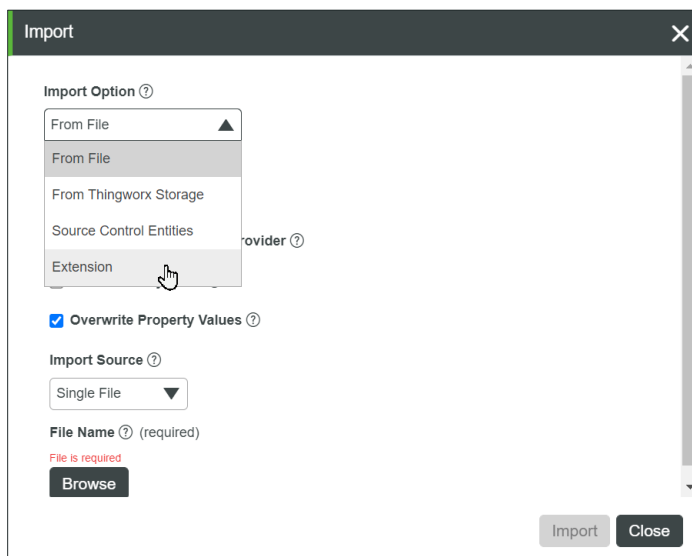 Import
Import Option
From File
From File
From Thingworx Storage
Source Control Entities
Extension
Overwrite Property Values
Import Source
Single File
File Name (required)
File is required
Browse
Import Close